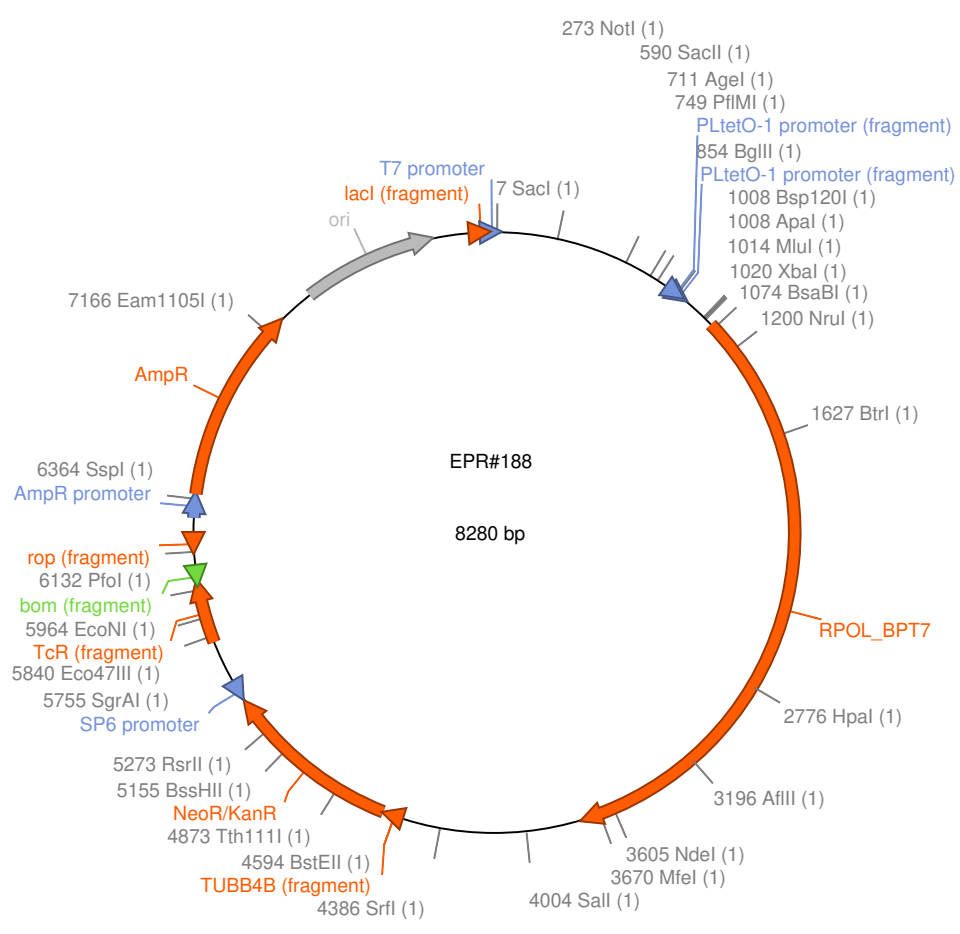 273 NotI (1)
590 SacII (1)
711 AgeI (1)
749 PflMI (1)
PLtetO-1 promoter (fragment)
854 BglII (1)
PLtetO-1 promoter (fragment)
1008 Bsp120I (1)
1008 ApaI (1)
1014 MluI (1)
1020 XbaI (1)
1074 BsaBI (1)
1200 NruI (1)
1627 BtrI (1)
RPOL_BPT7
2776 HpaI (1)
3196 AflII (1)
3605 NdeI (1)
3670 MfeI (1)
4004 SalI (1)
4386 SrfI (1)
TUBB4B (fragment)
4594 BstEII (1)
4873 Tth111I (1)
NeoR/KanR
5155 BssHII (1)
5273 RsrII (1)
SP6 promoter
5755 SgrAI (1)
5840 Eco47III (1)
TcR (fragment)
5964 EcoNI (1)
bom (fragment)
6132 PfoI (1)
rop (fragment)
AmpR promoter
6364 SspI (1)
AmpR
7166 Eam1105I (1)
ori
lacI (fragment)
T7 promoter
7 SacI (1)
EPR#188
8280 bp